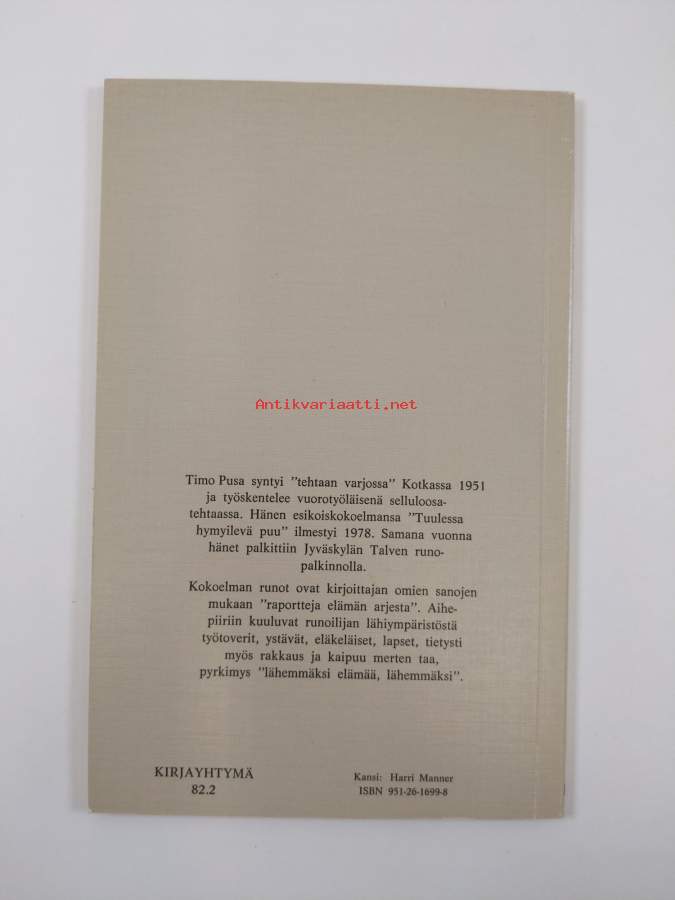 Antikvariaatti.net
Timo Pusa syntyi "tehtaan varjossa" Kotkassa 1951
ja työskentelee vuorotyöläisenä selluloosa-
tehtaassa. Hänen esikoiskokoelmansa "Tuulessa
hymyilevä puu" ilmestyi 1978. Samana vuonna
hänet palkittiin Jyväskylän Talven runo-
palkinnolla.
Kokoelman runot ovat kirjoittajan omien sanojen
mukaan "raportteja elämän arjesta". Aihe-
piiriin kuuluvat runoilijan lähiympäristöstä
työtoverit, ystävät, eläkeläiset, lapset, tietysti
myös rakkaus ja kaipuu merten taa,
pyrkimys "lähemmäksi elämää, lähemmäksi".
KIRJAYHTYMÄ
82.2
Kansi: Harri Manner
ISBN 951-26-1699-8